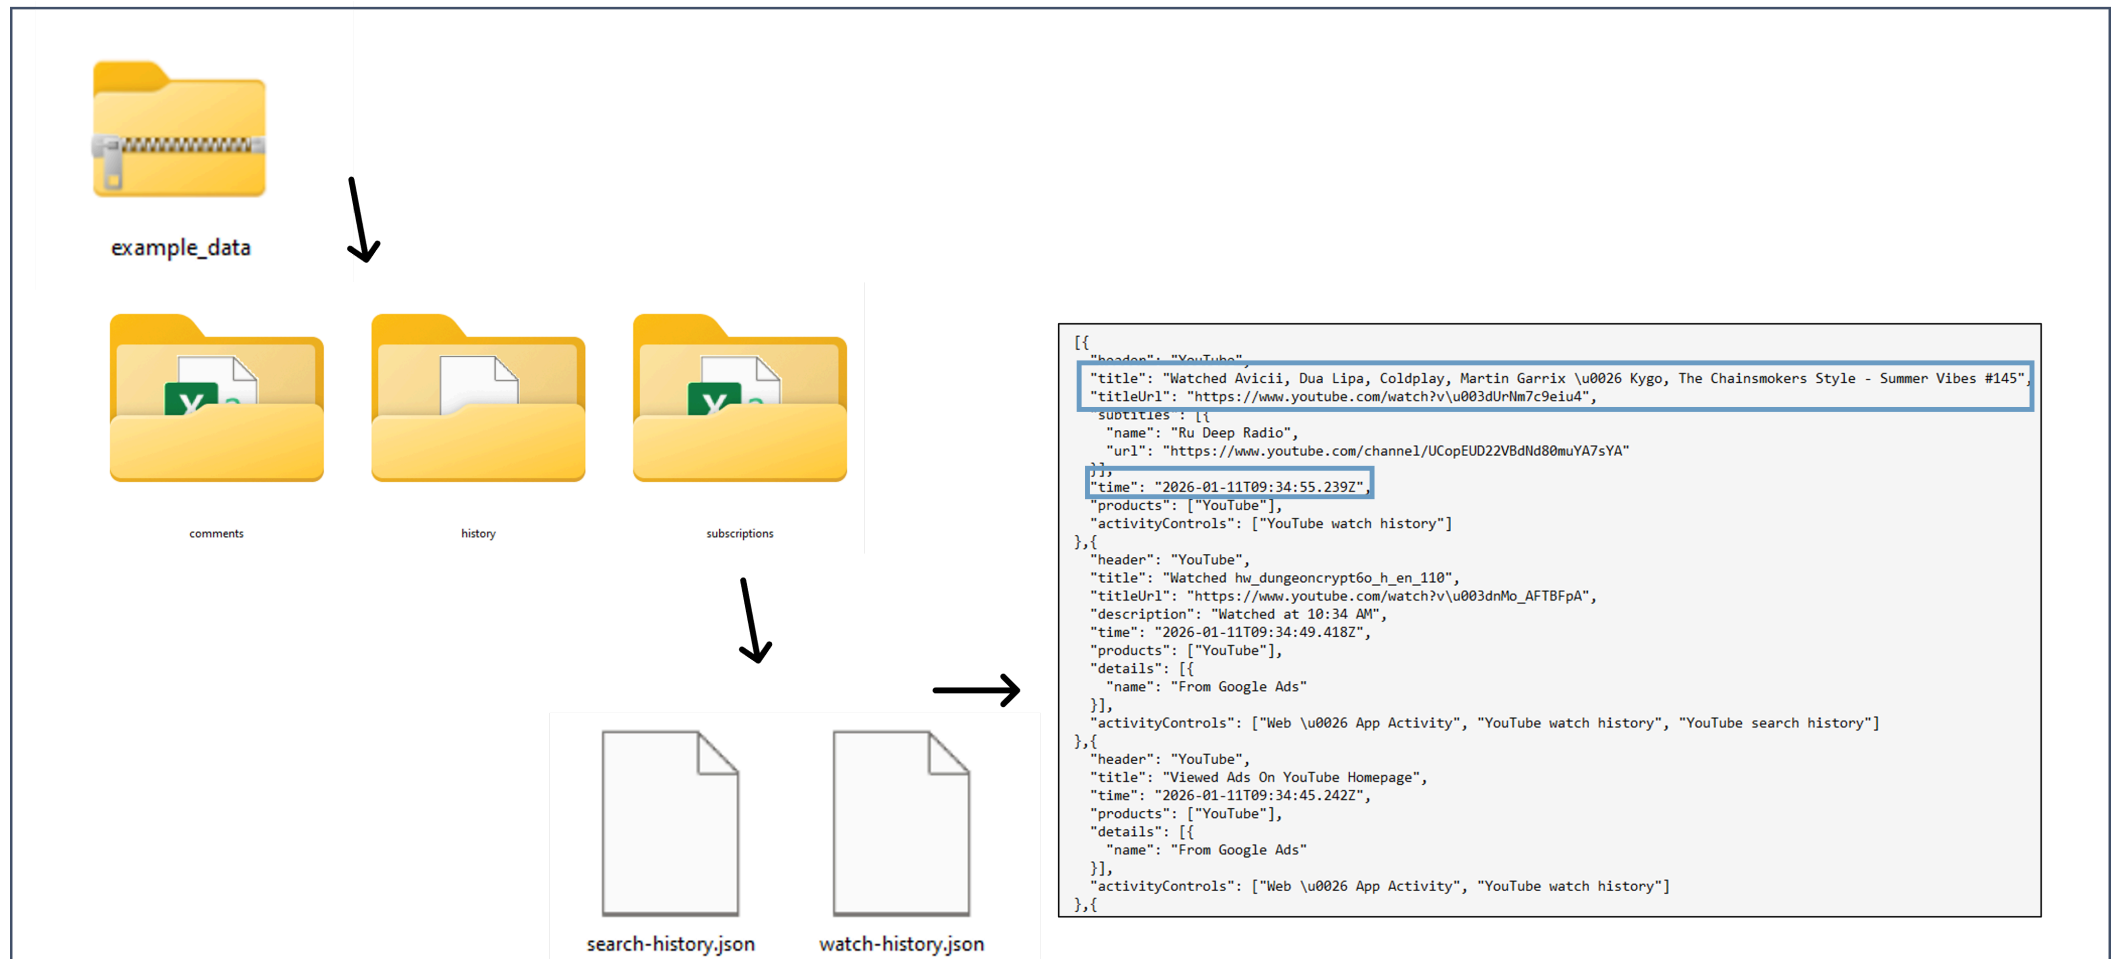 example_data
comments
history
subscriptions
search-history.json
watch-history.json
[{
"header": "YouTube",
"title": "Watched Avicii, Dua Lipa, Coldplay, Martin Garrix \u0026 Kygo, The Chainsmokers Style - Summer Vibes #145",
"titleUrl": "https://www.youtube.com/watch?v\u003dUrNm7c9eiu4",
"subtitles": [{
"name": "Ru Deep Radio",
"url": "https://www.youtube.com/channel/UCopEUD22VBdNd80muYA7sYA"
}],
"time": "2026-01-11T09:34:55.239Z",
"products": ["YouTube"],
"activityControls": ["YouTube watch history"]
},{
"header": "YouTube",
"title": "Watched hw_dungeoncrypt6o_h_en_110",
"titleUrl": "https://www.youtube.com/watch?v\u003dnMo_AFTBFpA",
"description": "Watched at 10:34 AM",
"time": "2026-01-11T09:34:49.418Z",
"products": ["YouTube"],
"details": [{
"name": "From Google Ads"
}],
"activityControls": ["Web \u0026 App Activity", "YouTube watch history", "YouTube search history"]
},{
"header": "YouTube",
"title": "Viewed Ads On YouTube Homepage",
"time": "2026-01-11T09:34:45.242Z",
"products": ["YouTube"],
"details": [{
"name": "From Google Ads"
}],
"activityControls": ["Web \u0026 App Activity", "YouTube watch history"]
},{